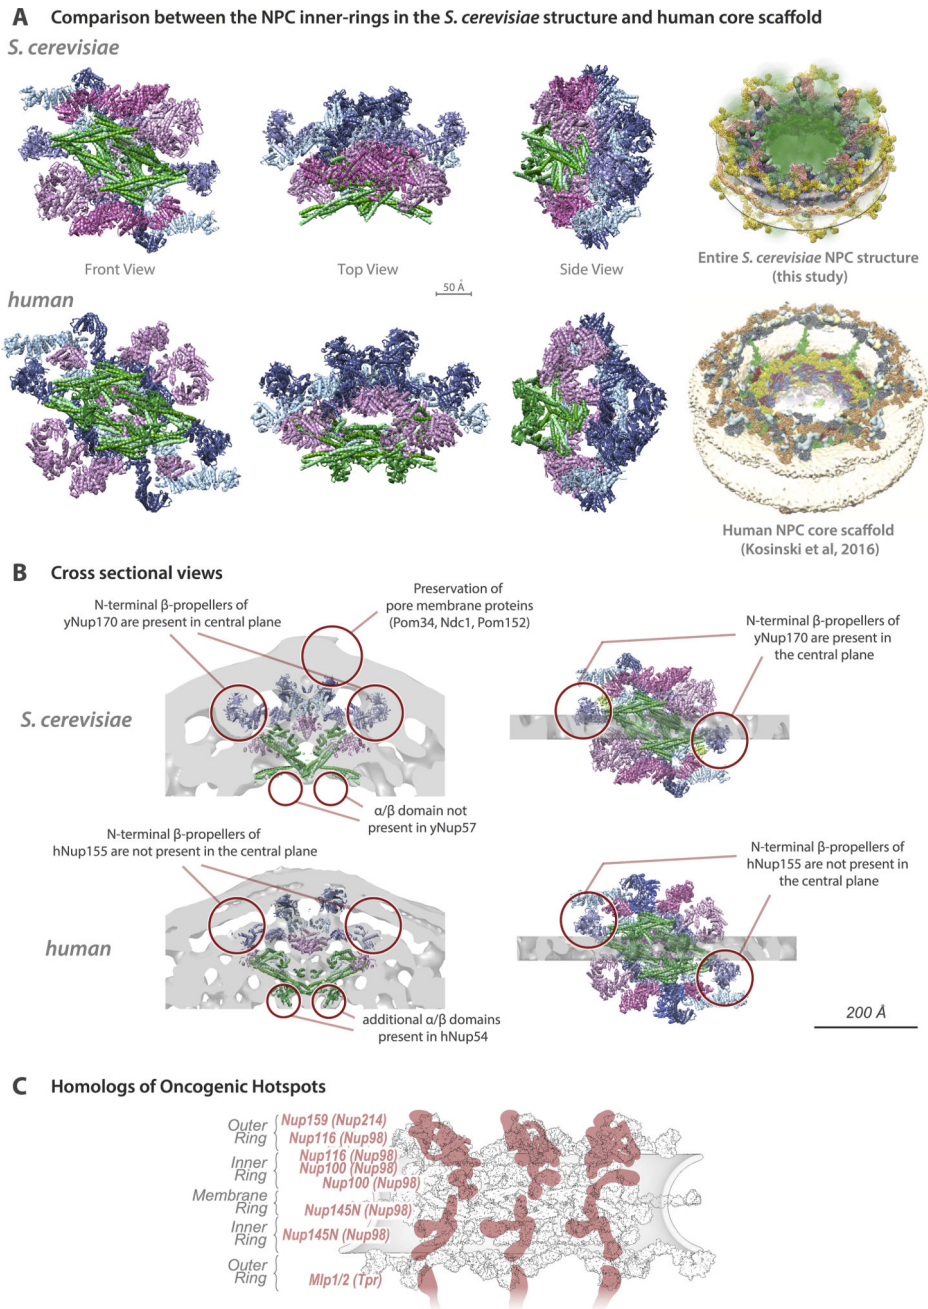 A Comparison between the NPC inner-rings in the S. cerevisiae structure and human core scaffold
S. cerevisiae
Front View
Top View
Side View
Entire S. cerevisiae NPC structure
(this study)
50 Å
human
Human NPC core scaffold
(Kosinski et al, 2016)
B Cross sectional views
N-terminal β-propellers of
yNup170 are present in central plane
Preservation of
pore membrane proteins
(Pom34, Ndc1, Pom152)
N-terminal β-propellers of
yNup170 are present in
the central plane
S. cerevisiae
α/β domain not
present in yNup57
N-terminal β-propellers of
hNup155 are not present in the central plane
N-terminal β-propellers of
hNup155 are not present in
the central plane
human
additional α/β domains
present in hNup54
200 Å
C Homologs of Oncogenic Hotspots
Outer
Ring
Nup159 (Nup214)
Nup116 (Nup98)
Inner
Ring
Nup116 (Nup98)
Nup100 (Nup98)
Nup100 (Nup98)
Membrane
Ring
Nup145N (Nup98)
Inner
Ring
Nup145N (Nup98)
Outer
Ring
Mlp1/2 (Tpr)